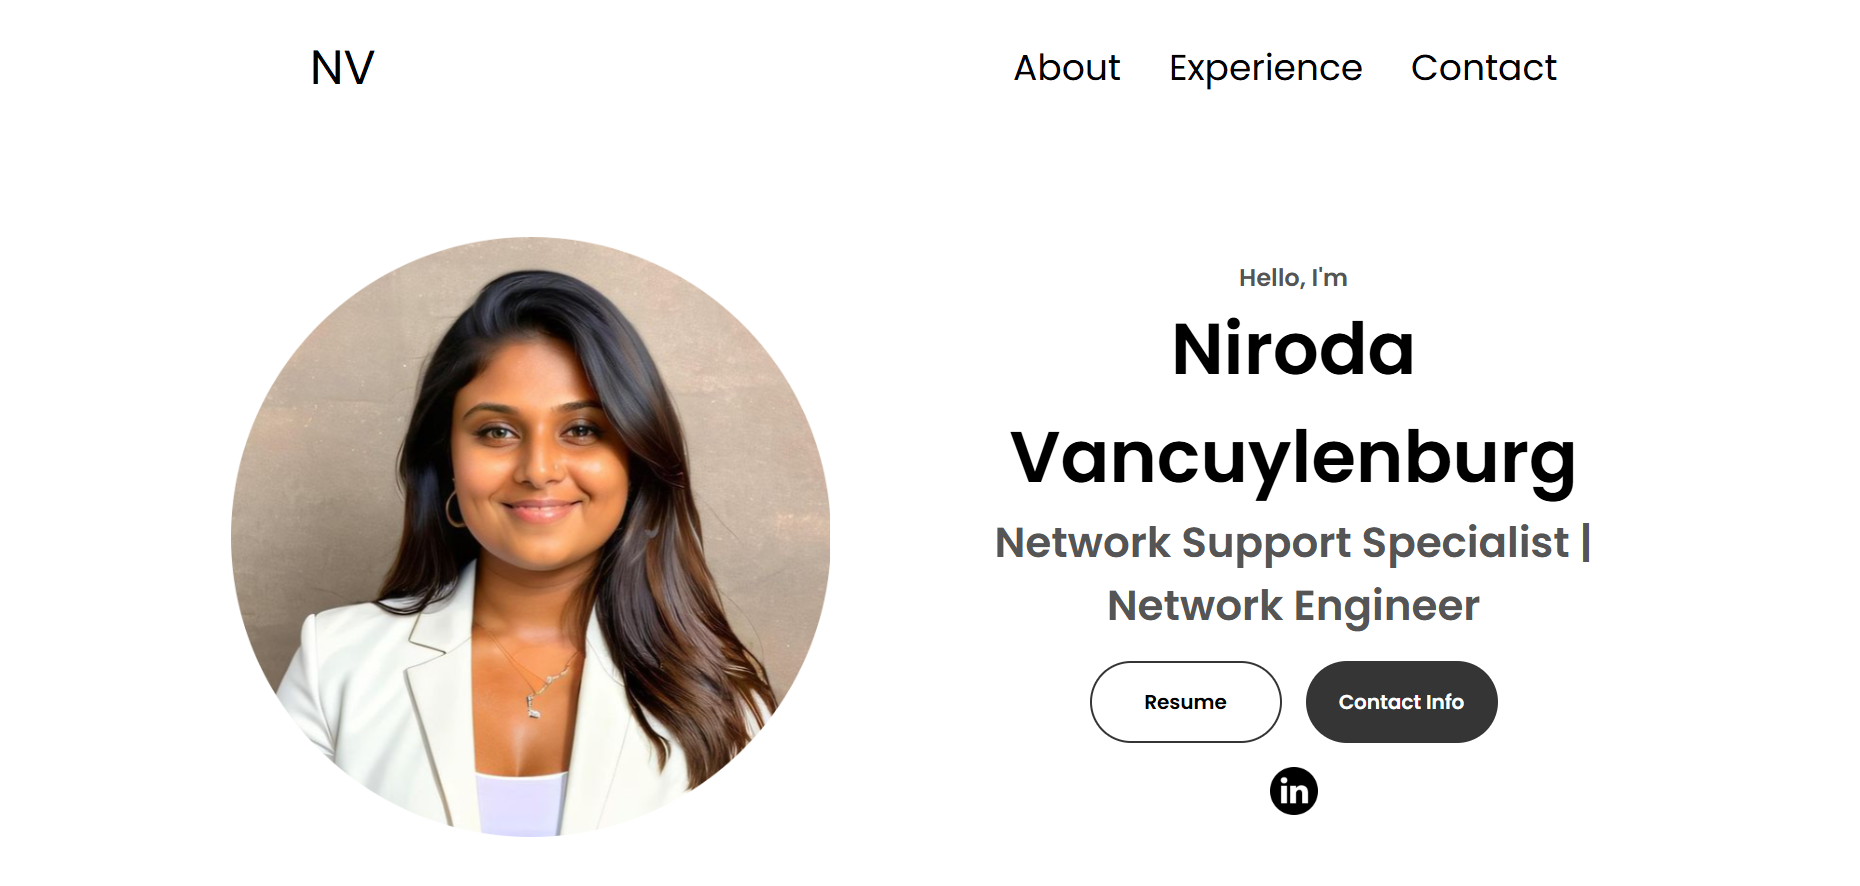 NV
About Experience Contact
Hello, I'm
Niroda
Vancuylenburg
Network Support Specialist |
Network Engineer
Resume Contact Info
in